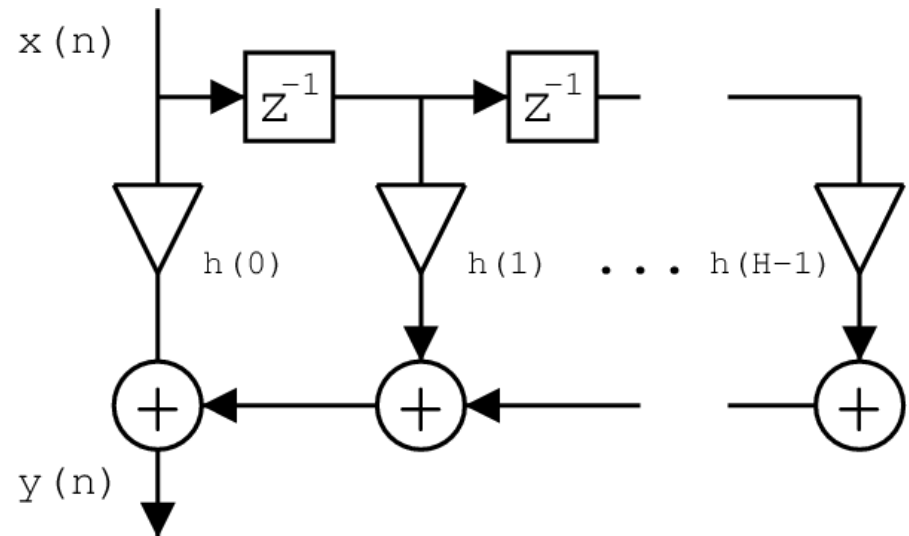 x(n)
z^-1
z^-1
h(0)
h(1)
. . .
h(H-1)
+
+
+
y(n)